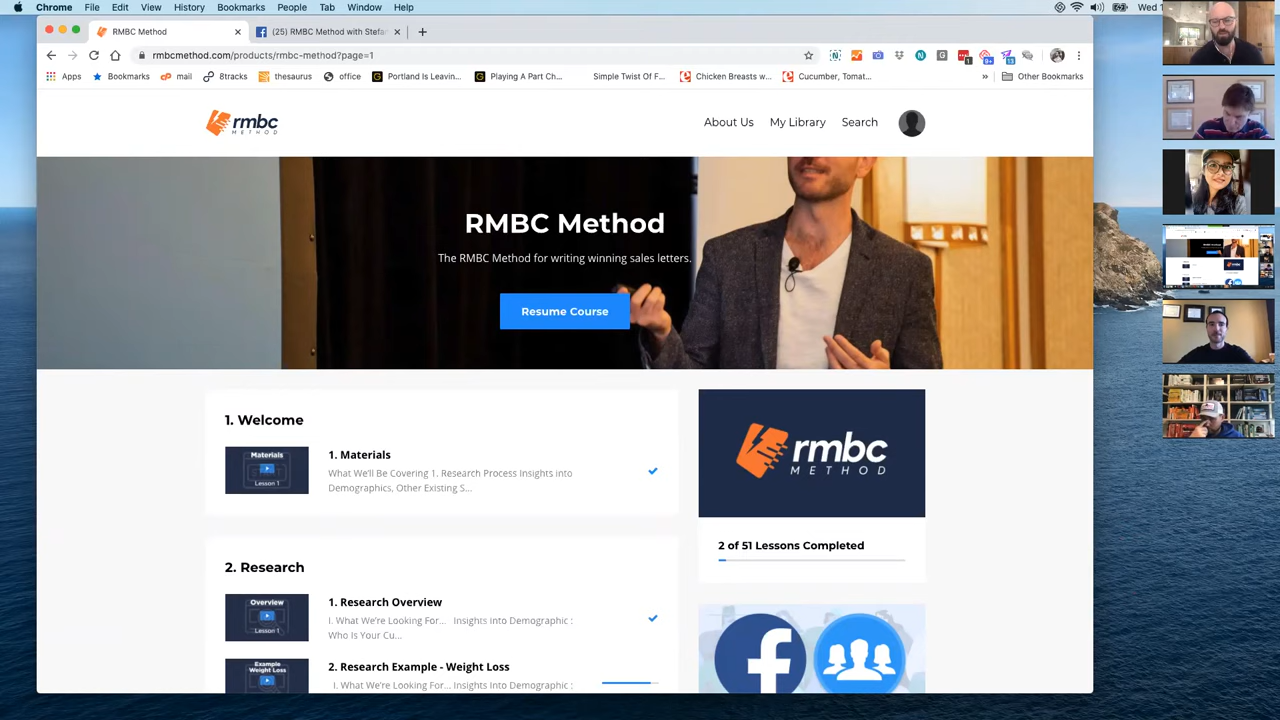 Chrome File Edit View History Bookmarks People Tab Window Help
RMBC Method
(25) RMBC Method with Stefa
rmbcmethod.com/products/rmbc-method?page=1
Apps Bookmarks mail 8tracks thesaurus office Portland Is Leavin... Playing A Part Ch... Simple Twist Of F... Chicken Breasts w... Cucumber, Tomat... » Other Bookmarks
rmbc
METHOD
About Us My Library Search
RMBC Method
The RMBC Method for writing winning sales letters.
Resume Course
1. Welcome
Materials
Lesson 1
1. Materials
What We'll Be Covering 1. Research Process Insights into
Demographics, Other Existing S...
rmbc
METHOD
2 of 51 Lessons Completed
2. Research
Overview
Lesson 1
1. Research Overview
I. What We're Looking For... Insights Into Demographic :
Who Is Your Cu...
Example
Weight Loss
2. Research Example - Weight Loss
I. What We're Looking For... Insights Into Demographic :